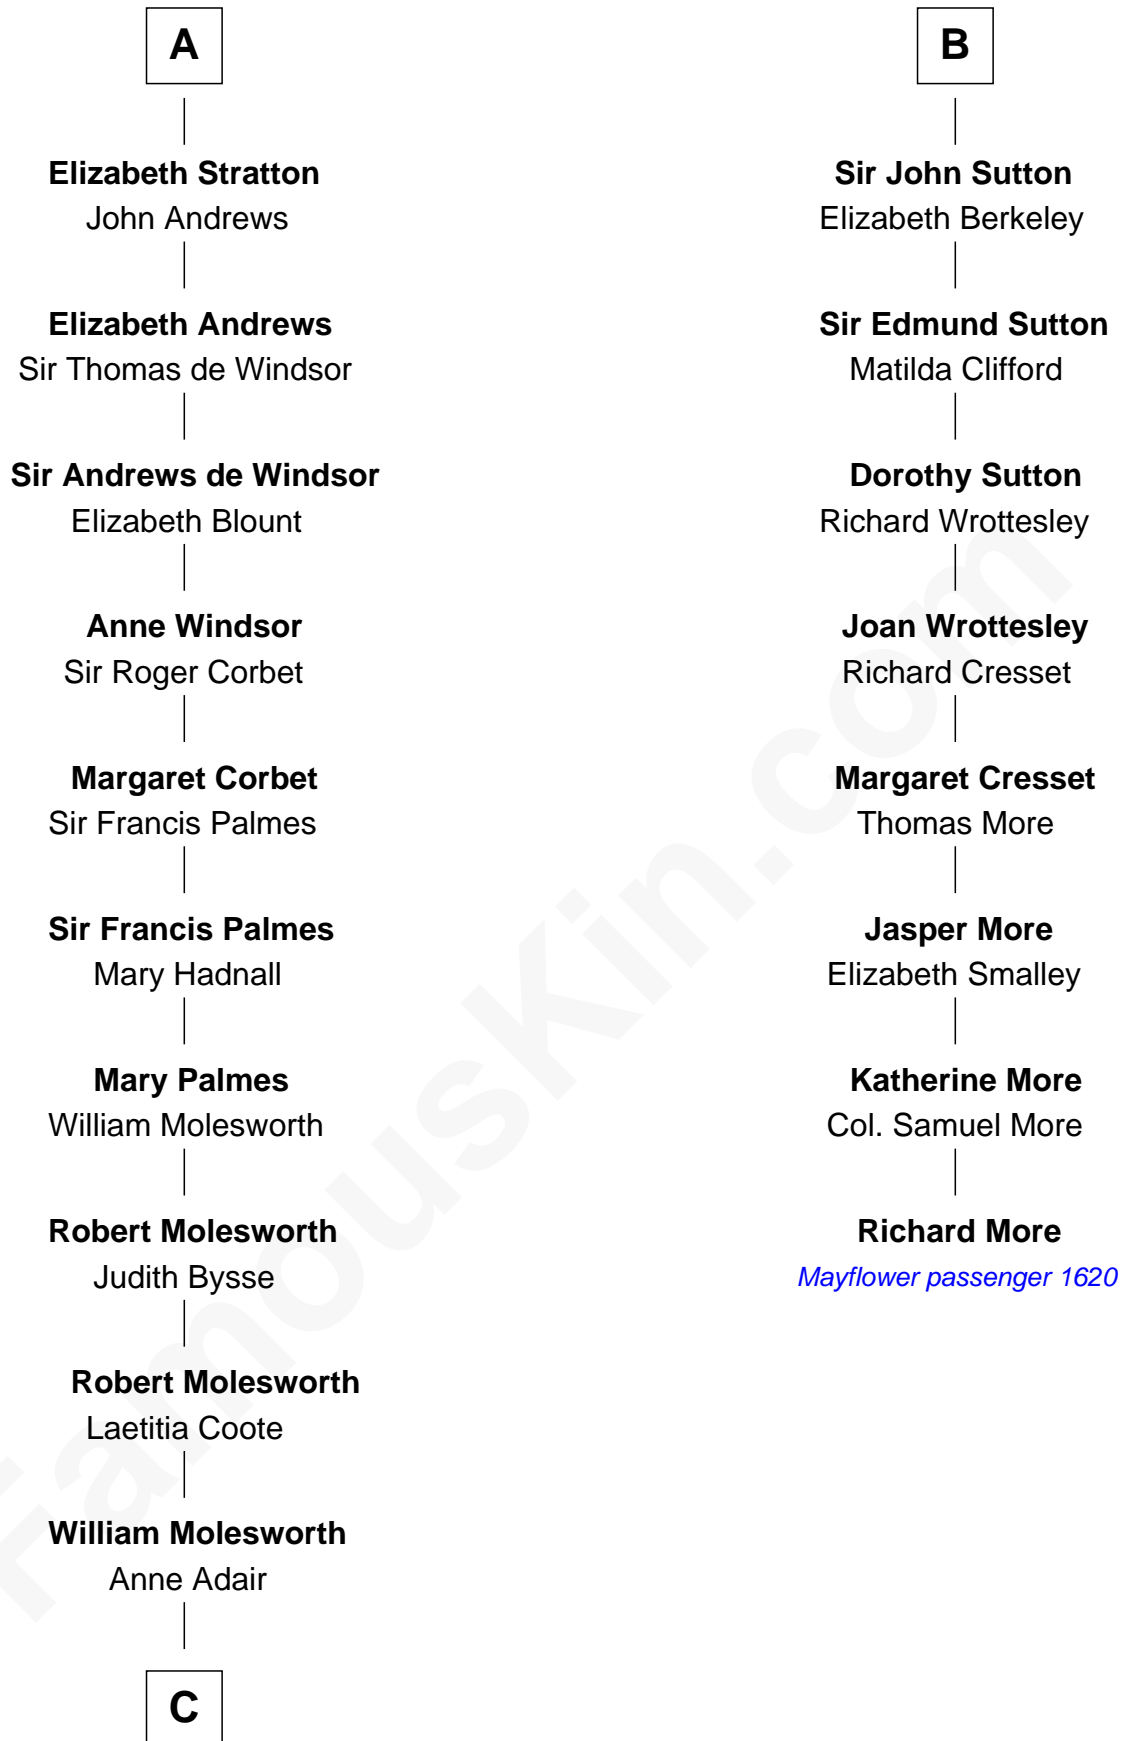 A
Elizabeth Stratton
John Andrews
Elizabeth Andrews
Sir Thomas de Windsor
Sir Andrews de Windsor
Elizabeth Blount
Anne Windsor
Sir Roger Corbet
Margaret Corbet
Sir Francis Palmes
Sir Francis Palmes
Mary Hadnall
Mary Palmes
William Molesworth
Robert Molesworth
Judith Bysse
Robert Molesworth
Laetitia Coote
William Molesworth
Anne Adair
C
B
Sir John Sutton
Elizabeth Berkeley
Sir Edmund Sutton
Matilda Clifford
Dorothy Sutton
Richard Wrottesley
Joan Wrottesley
Richard Cresset
Margaret Cresset
Thomas More
Jasper More
Elizabeth Smalley
Katherine More
Col. Samuel More
Richard More
Mayflower passenger 1620
FamousKin.com